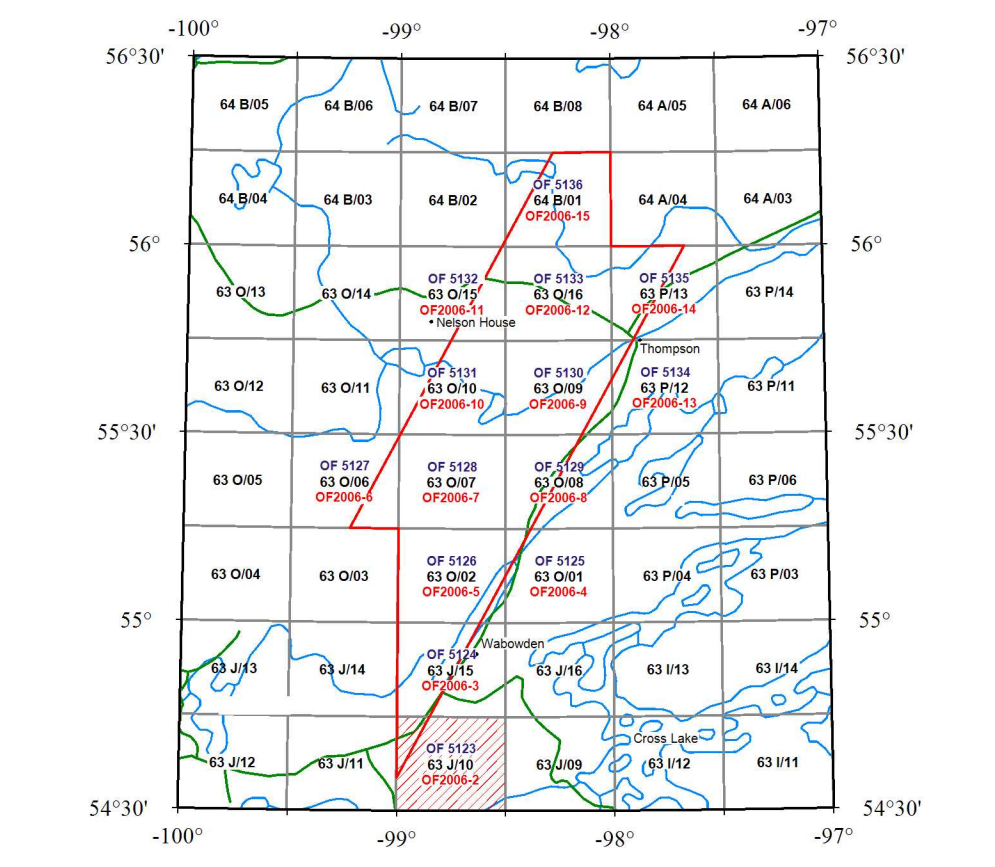 -100° -99° -98° -97°
56°30' 56°30'
64 B/05 64 B/06 64 B/07 64 B/08 64 A/05 64 A/06
OF 5136
64 B/04 64 B/03 64 B/02 64 B/01 64 A/04 64 A/03
OF2006-15
56° 56°
OF 5132 OF 5133 OF 5135
63 O/13 63 O/14 63 O/15 63 O/16 63 P/13 63 P/14
OF2006-11 OF2006-12 OF2006-14
Nelson House
Thompson
OF 5131 OF 5130 OF 5134
63 O/12 63 O/11 63 O/10 63 O/09 63 P/12 63 P/11
OF2006-10 OF2006-9 OF2006-13
55°30' 55°30'
OF 5127 OF 5128 OF 5129
63 O/05 63 O/06 63 O/07 63 O/08 63 P/05 63 P/06
OF2006-6 OF2006-7 OF2006-8
OF 5126 OF 5125
63 O/04 63 O/03 63 O/02 63 O/01 63 P/04 63 P/03
OF2006-5 OF2006-4
55° 55°
Wabowden
OF 5124
63 J/13 63 J/14 63 J/15 63 J/16 63 I/13 63 I/14
OF2006-3
Cross Lake
OF 5123
63 J/12 63 J/11 63 J/10 63 J/09 63 I/12 63 I/11
OF2006-2
54°30' 54°30'
-100° -99° -98° -97°